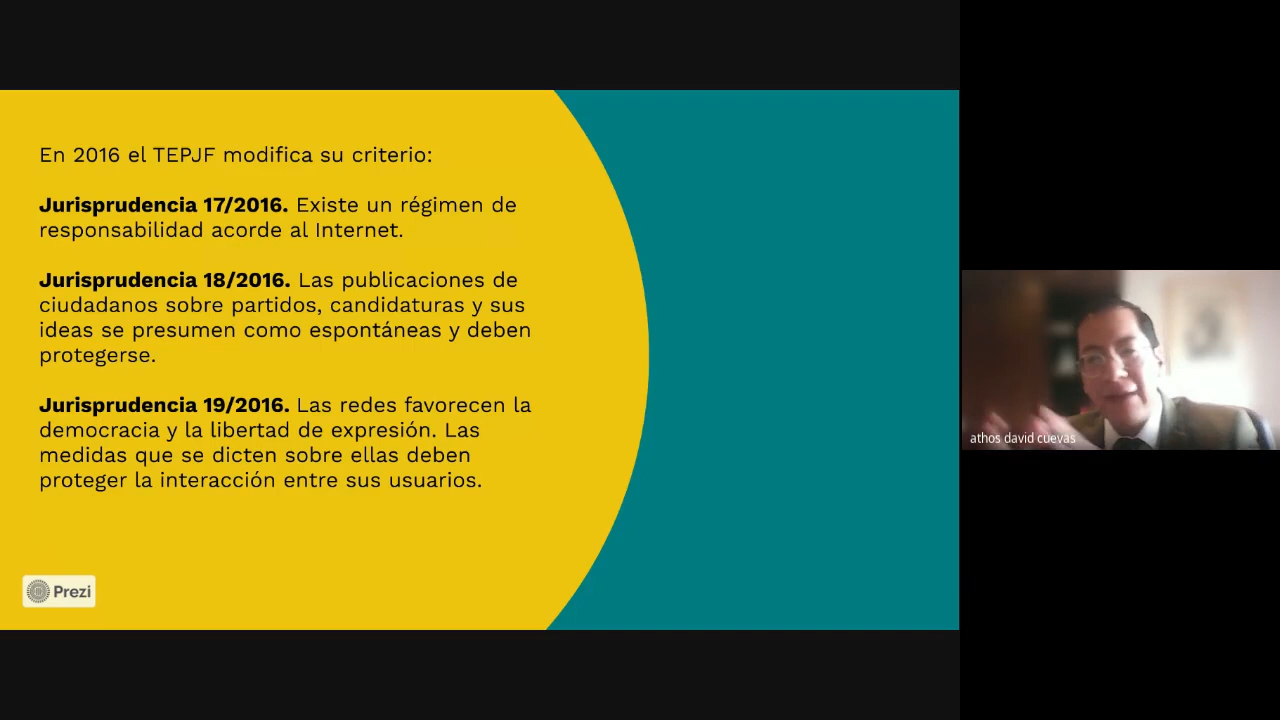 En 2016 el TEPJF modifica su criterio:
Jurisprudencia 17/2016. Existe un régimen de
responsabilidad acorde al Internet.
Jurisprudencia 18/2016. Las publicaciones de
ciudadanos sobre partidos, candidaturas y sus
ideas se presumen como espontáneas y deben
protegerse.
Jurisprudencia 19/2016. Las redes favorecen la
democracia y la libertad de expresión. Las
medidas que se dicten sobre ellas deben
proteger la interacción entre sus usuarios.
Prezi
athos david cuevas